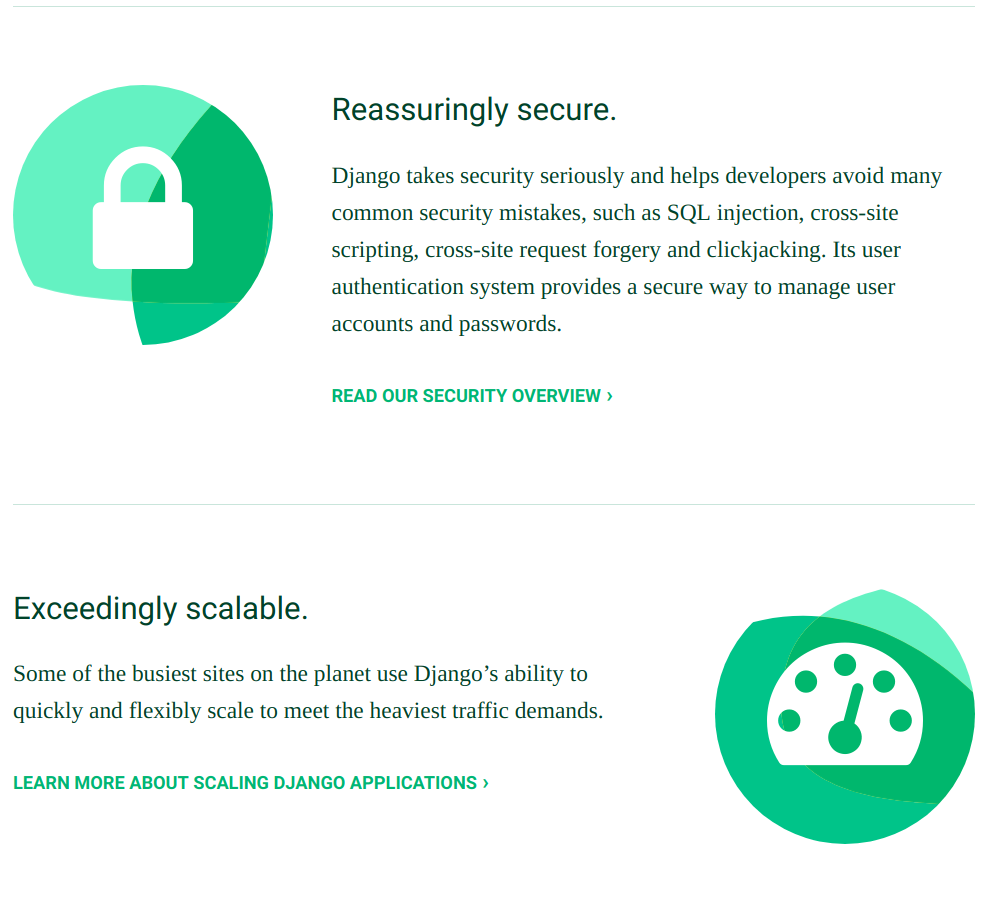 Reassuringly secure.
Django takes security seriously and helps developers avoid many
common security mistakes, such as SQL injection, cross-site
scripting, cross-site request forgery and clickjacking. Its user
authentication system provides a secure way to manage user
accounts and passwords.
READ OUR SECURITY OVERVIEW ›
Exceedingly scalable.
Some of the busiest sites on the planet use Django’s ability to
quickly and flexibly scale to meet the heaviest traffic demands.
LEARN MORE ABOUT SCALING DJANGO APPLICATIONS ›